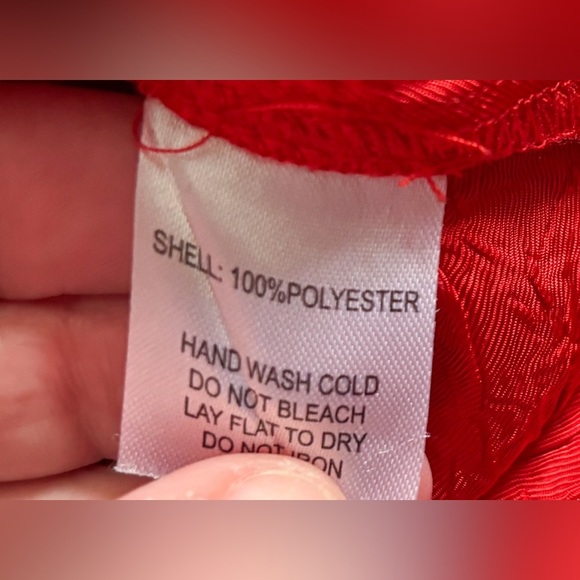 SHELL: 100%POLYESTER
HAND WASH COLD
DO NOT BLEACH
LAY FLAT TO DRY
DO NOT IRON